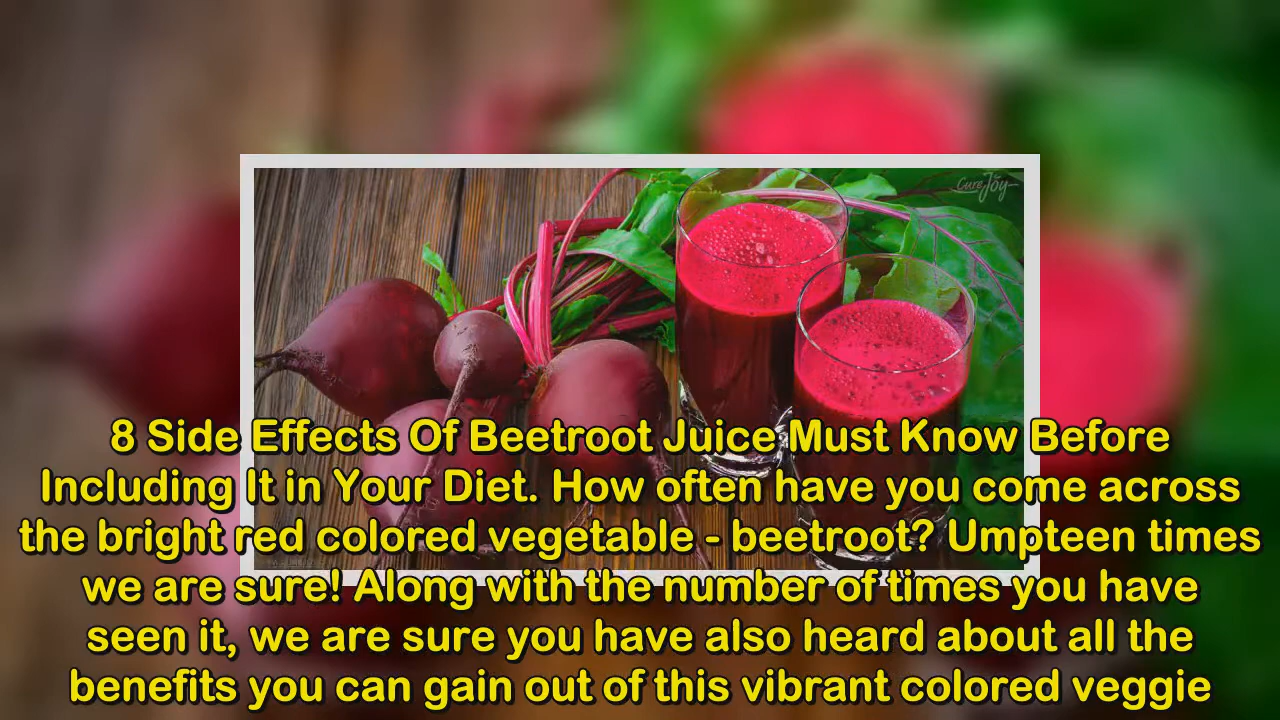 Cure Joy
8 Side Effects Of Beetroot Juice Must Know Before
Including It in Your Diet. How often have you come across
the bright red colored vegetable - beetroot? Umpteen times
we are sure! Along with the number of times you have
seen it, we are sure you have also heard about all the
benefits you can gain out of this vibrant colored veggie